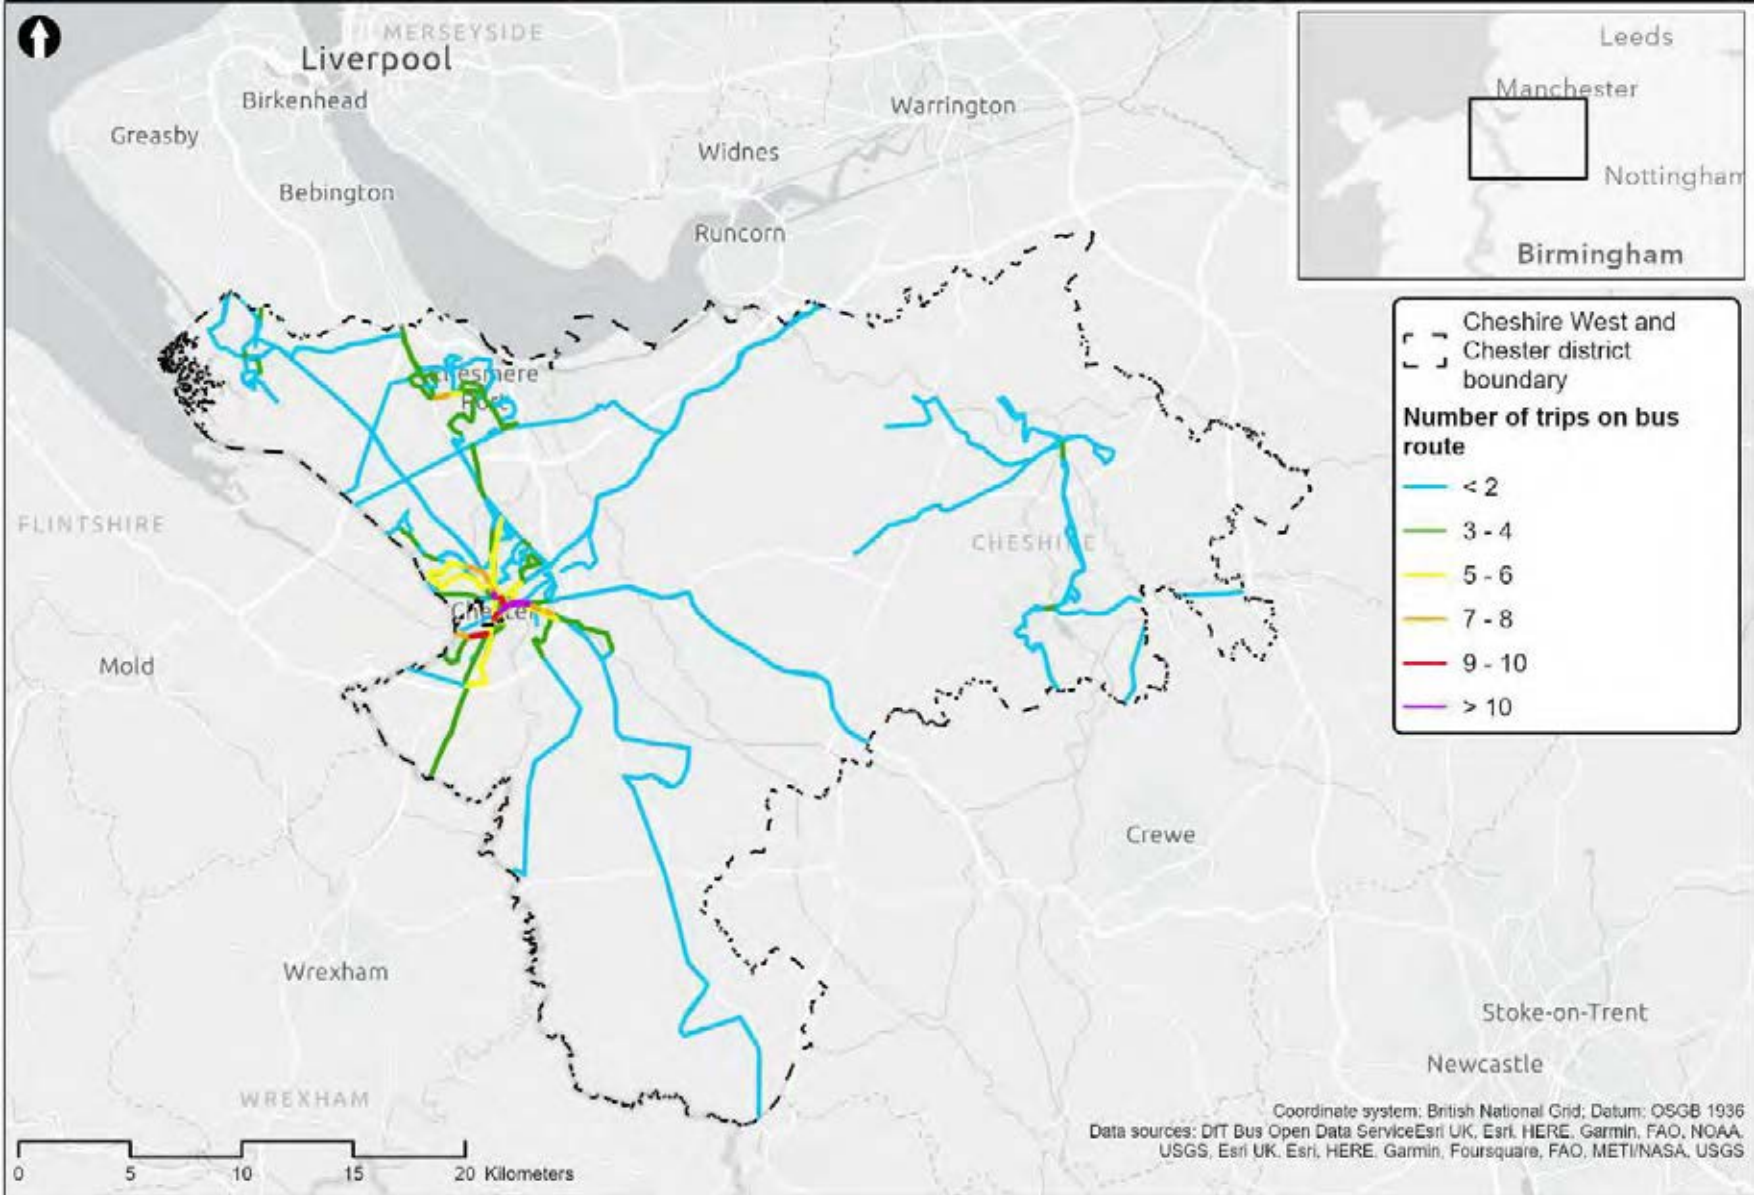 MERSEYSIDE
Liverpool
Birkenhead
Greasby
Bebington
Widnes
Warrington
Runcorn
Leeds
Manchester
Nottingham
Birmingham
Cheshire West and
Chester district
boundary
Number of trips on bus
route
< 2
3 - 4
5 - 6
7 - 8
9 - 10
> 10
Ellesmere
Port
FLINTSHIRE
CHESHIRE
Chester
Mold
Crewe
Wrexham
WREXHAM
Stoke-on-Trent
Newcastle
Coordinate system: British National Grid; Datum: OSGB 1936
Data sources: DfT Bus Open Data ServiceEsri UK, Esri, HERE, Garmin, FAO, NOAA,
USGS, Esri UK, Esri, HERE, Garmin, Foursquare, FAO, METI/NASA, USGS
0 5 10 15 20 Kilometers